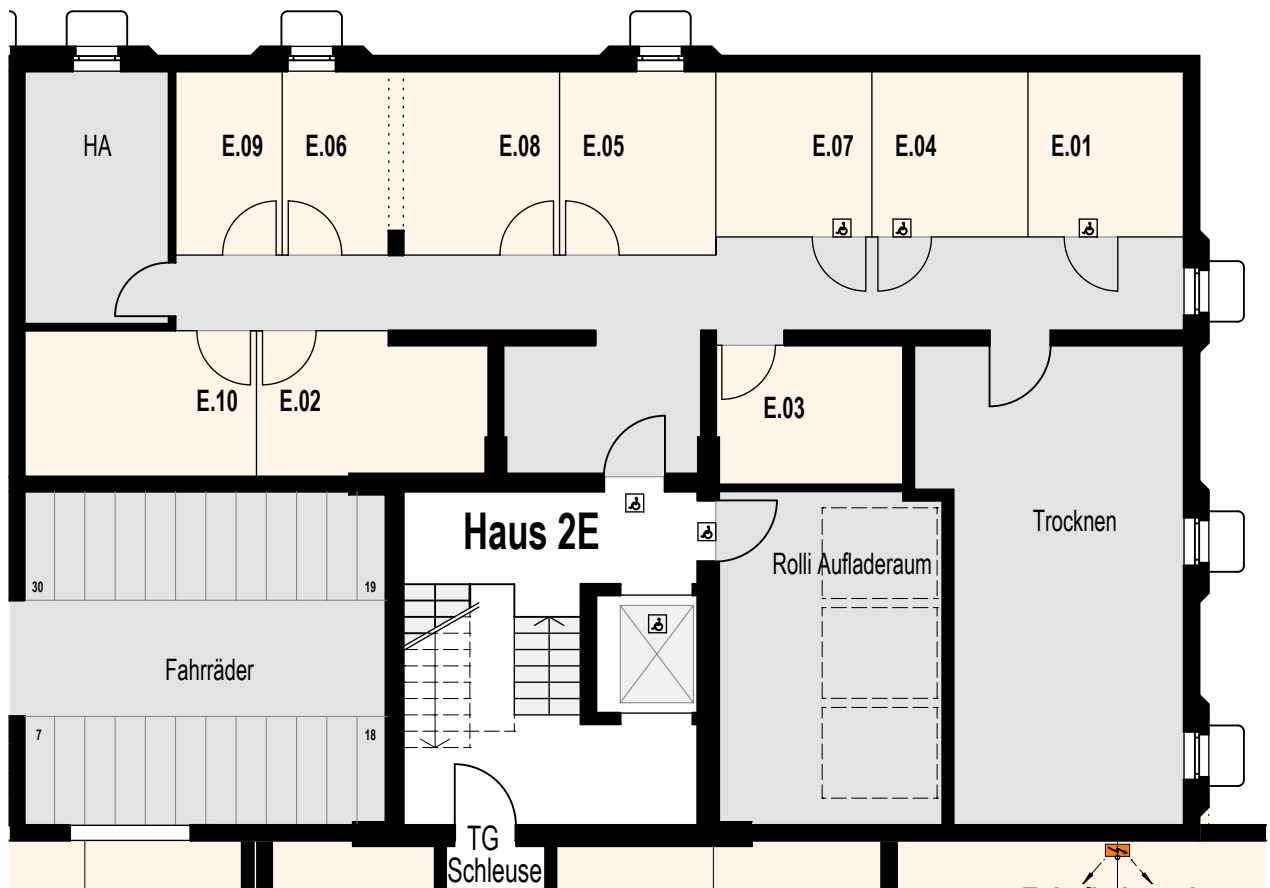 HA
E.09
E.06
E.08
E.05
E.07
E.04
E.01
E.10
E.02
E.03
Haus 2E
Trocknen
Rolli Aufladeraum
30
19
Fahrräder
7
18
TG
Schleuse